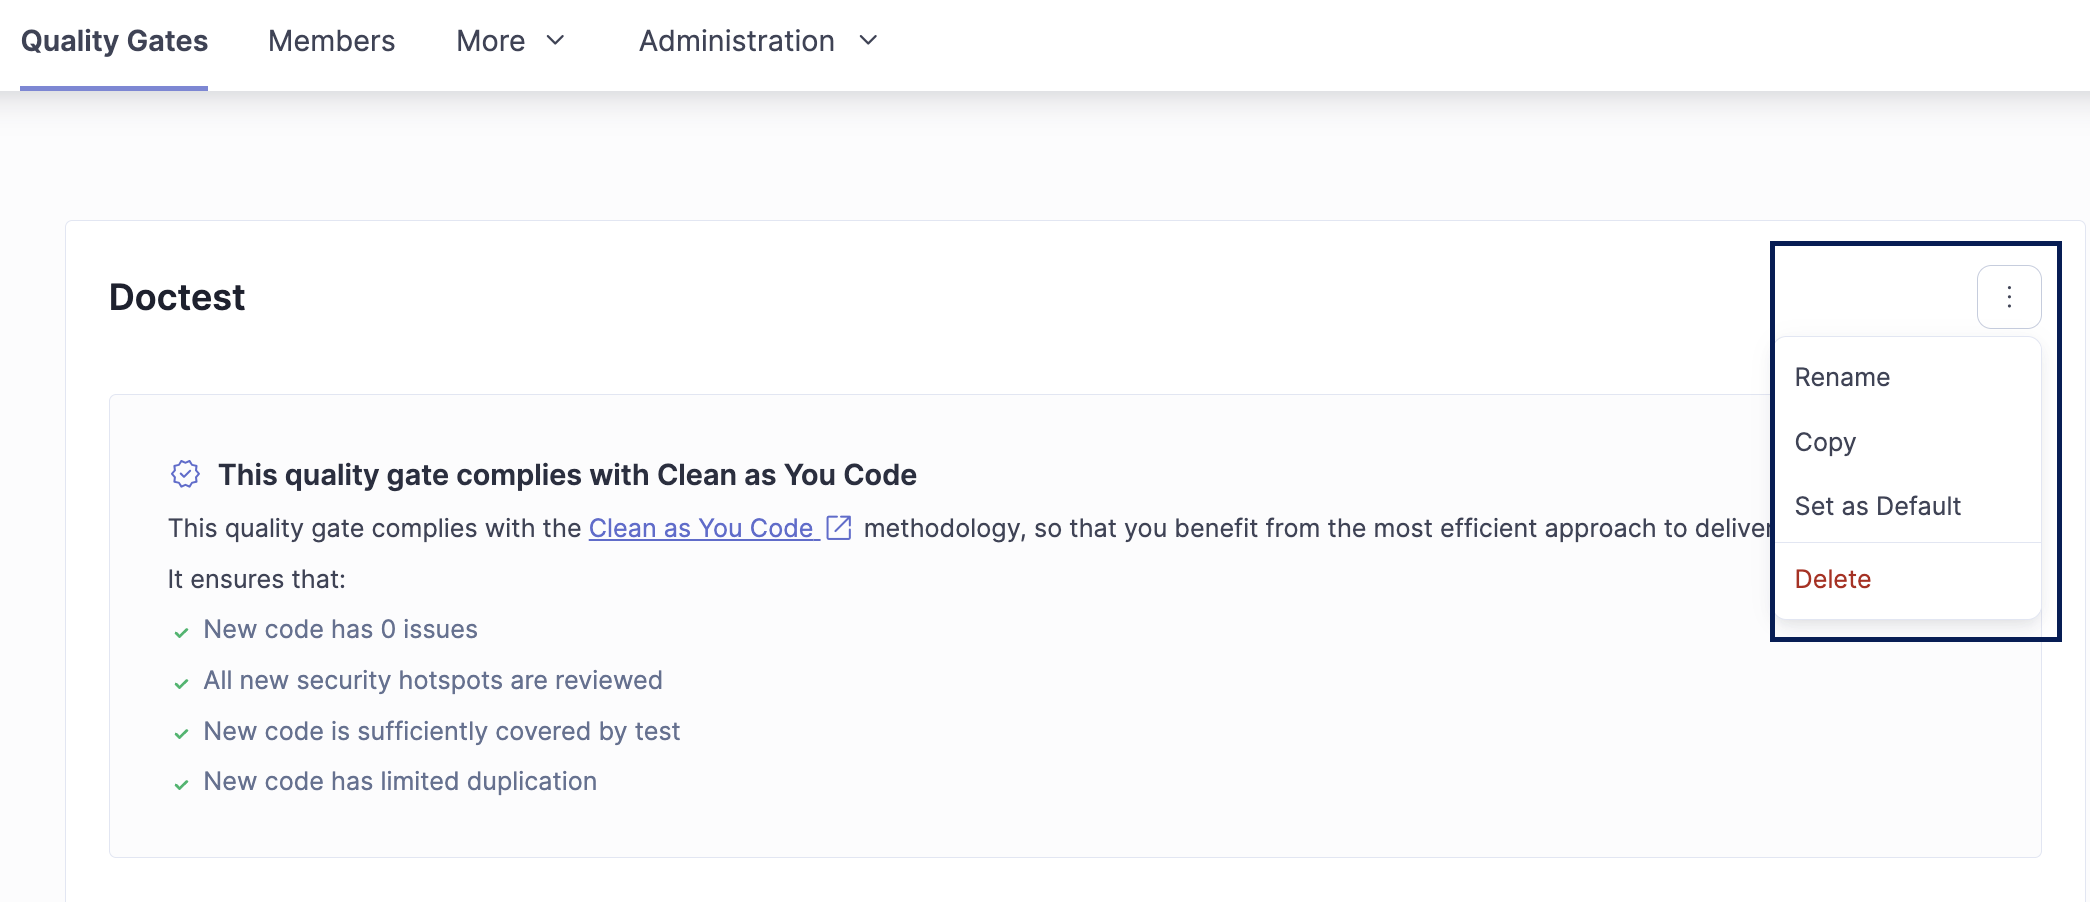 Quality Gates Members More Administration
Doctest
Rename
Copy
Set as Default
Delete
This quality gate complies with Clean as You Code
This quality gate complies with the Clean as You Code methodology, so that you benefit from the most efficient approach to deliver
It ensures that:
New code has 0 issues
All new security hotspots are reviewed
New code is sufficiently covered by test
New code has limited duplication